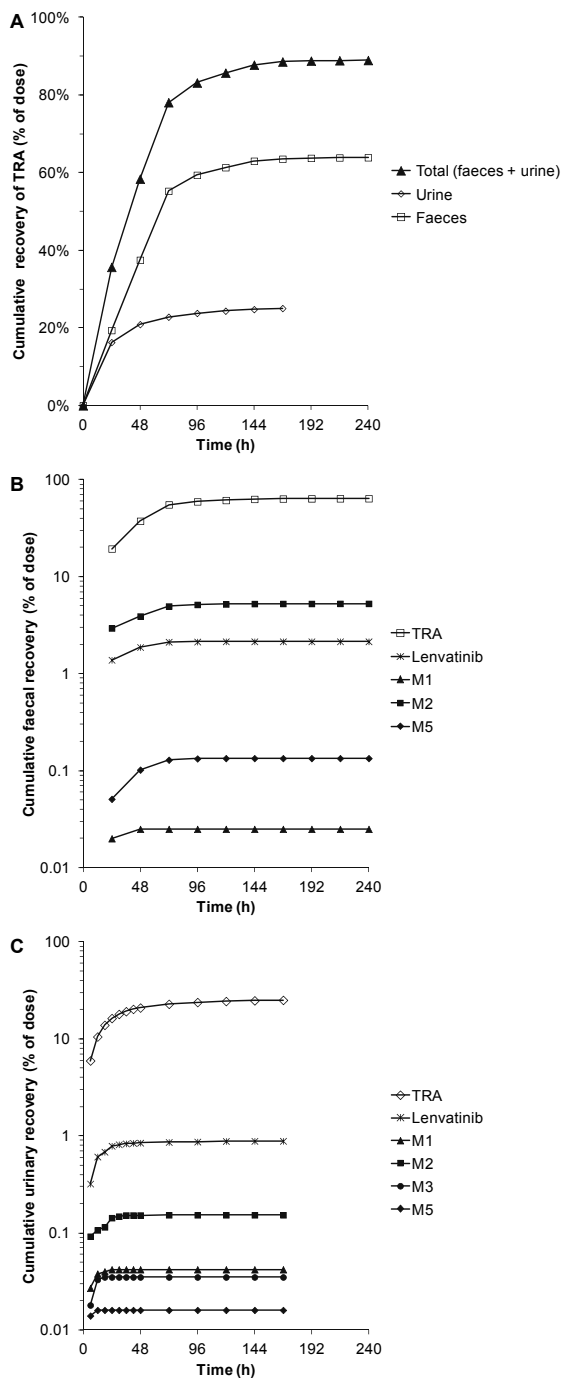 A
Cumulative recovery of TRA (% of dose)
100%
80%
60%
40%
20%
0%
0 48 96 144 192 240
Time (h)
Total (faeces + urine)
Urine
Faeces
B
Cumulative faecal recovery (% of dose)
100
10
1
0.1
0.01
0 48 96 144 192 240
Time (h)
TRA
Lenvatinib
M1
M2
M5
C
Cumulative urinary recovery (% of dose)
100
10
1
0.1
0.01
0 48 96 144 192 240
Time (h)
TRA
Lenvatinib
M1
M2
M3
M5